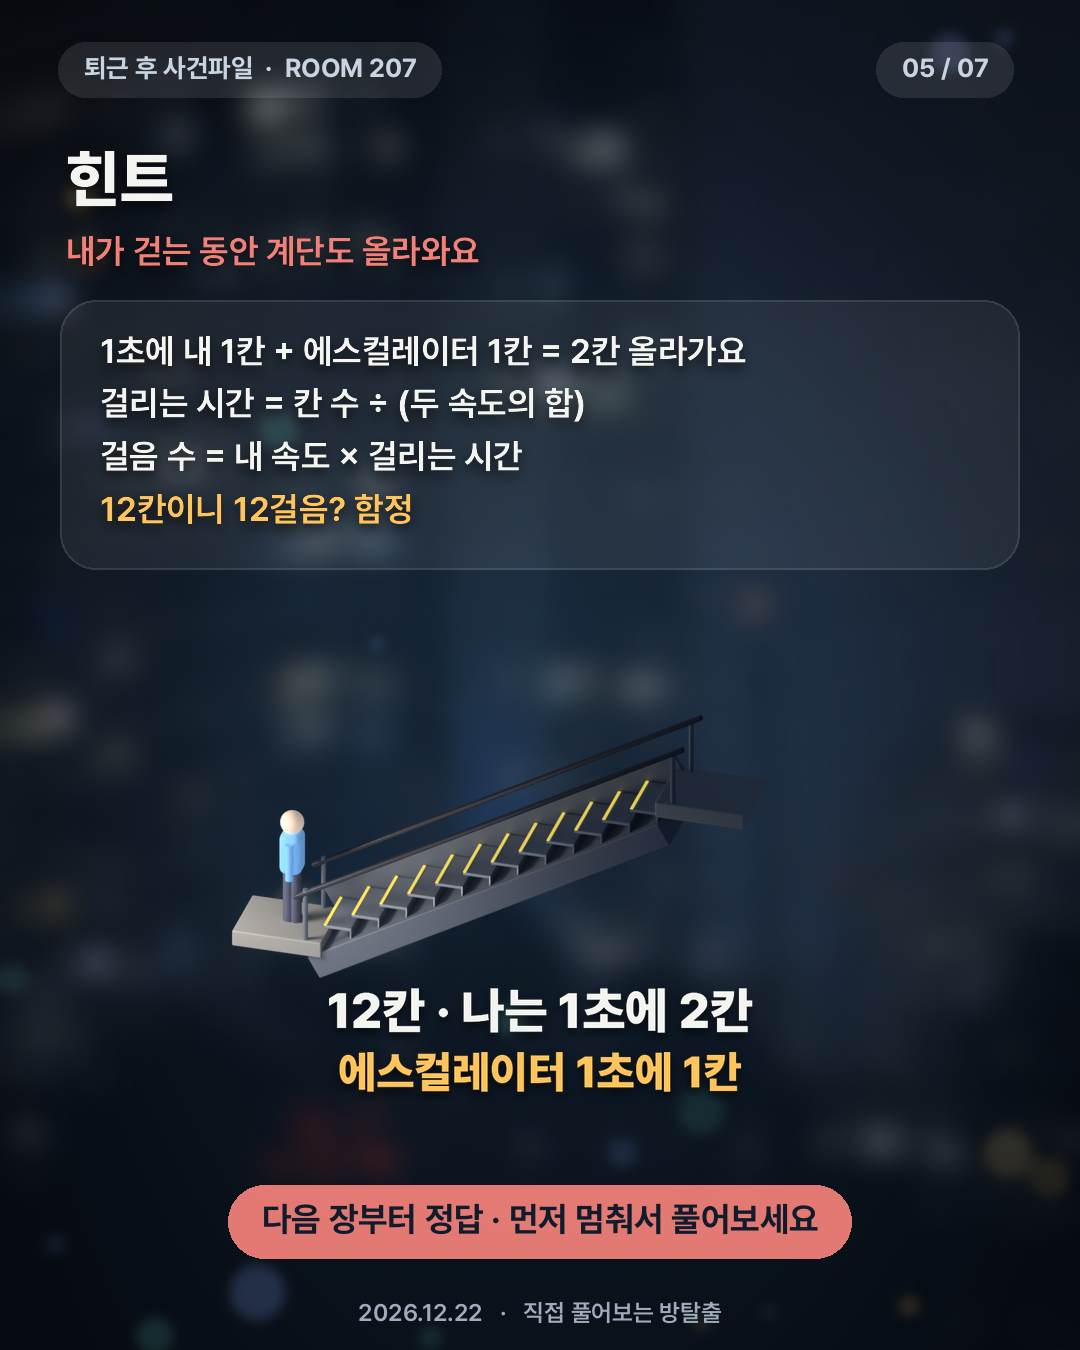 퇴근 후 사건파일 · ROOM 207
05 / 07
힌트
내가 걷는 동안 계단도 올라와요
1초에 내 1칸 + 에스컬레이터 1칸 = 2칸 올라가요
걸리는 시간 = 칸 수 ÷ (두 속도의 합)
걸음 수 = 내 속도 × 걸리는 시간
12칸이니 12걸음? 함정
12칸 · 나는 1초에 2칸
에스컬레이터 1초에 1칸
다음 장부터 정답 · 먼저 멈춰서 풀어보세요
2026.12.22 · 직접 풀어보는 방탈출